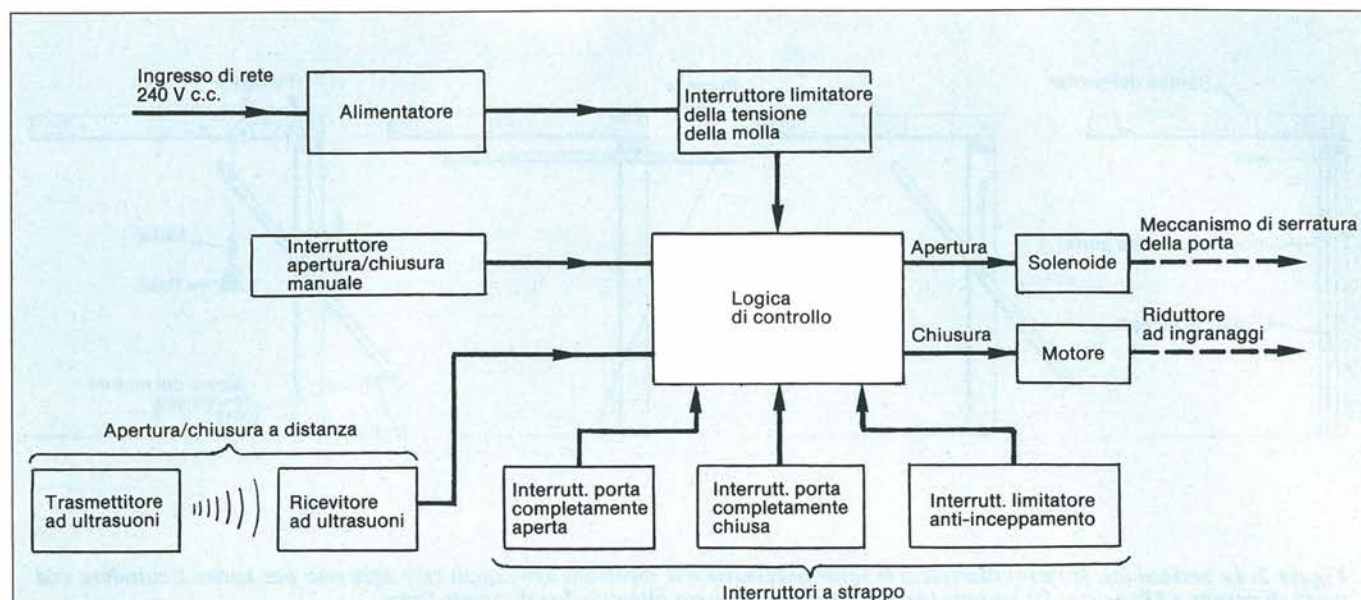 Ingresso di rete
240 V c.c.
Alimentatore
Interruttore limitatore
della tensione
della molla
Interruttore
apertura/chiusura
manuale
Logica
di controllo
Apertura
Solenoide
Meccanismo di serratura
della porta
Chiusura
Motore
Riduttore
ad ingranaggi
Apertura/chiusura a distanza
Trasmettitore
ad ultrasuoni
Ricevitore
ad ultrasuoni
Interrutt. porta
completamente
aperta
Interrutt. porta
completamente
chiusa
Interrutt. limitatore
anti-inceppamento
Interruttori a strappo